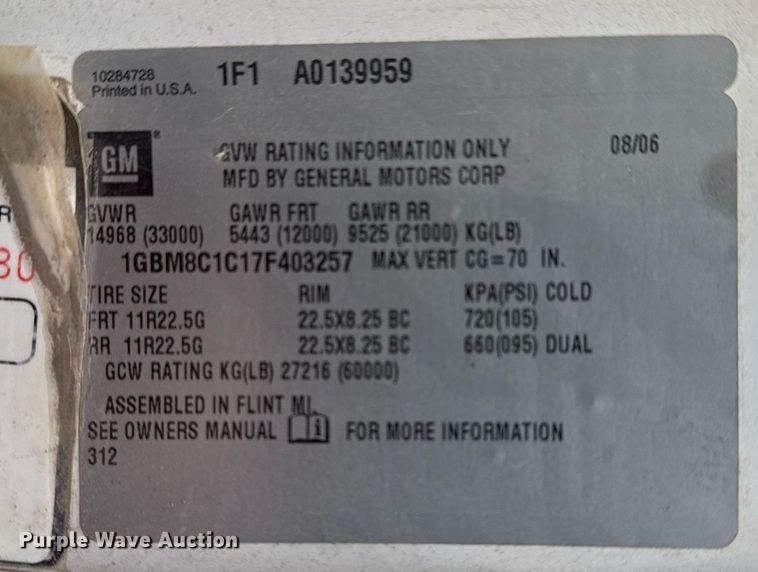 10284728 1F1 A0139959
Printed in U.S.A.
GM ®
GVW RATING INFORMATION ONLY 08/06
MFD BY GENERAL MOTORS CORP
GVWR GAWR FRT GAWR RR
14968 (33000) 5443 (12000) 9525 (21000) KG(LB)
1GBM8C1C17F403257 MAX VERT CG=70 IN.
TIRE SIZE RIM KPA(PSI) COLD
FRT 11R22.5G 22.5X8.25 BC 720(105)
RR 11R22.5G 22.5X8.25 BC 660(095) DUAL
GCW RATING KG(LB) 27216 (60000)
ASSEMBLED IN FLINT MI.
SEE OWNERS MANUAL i FOR MORE INFORMATION
312
R
80
Purple Wave Auction